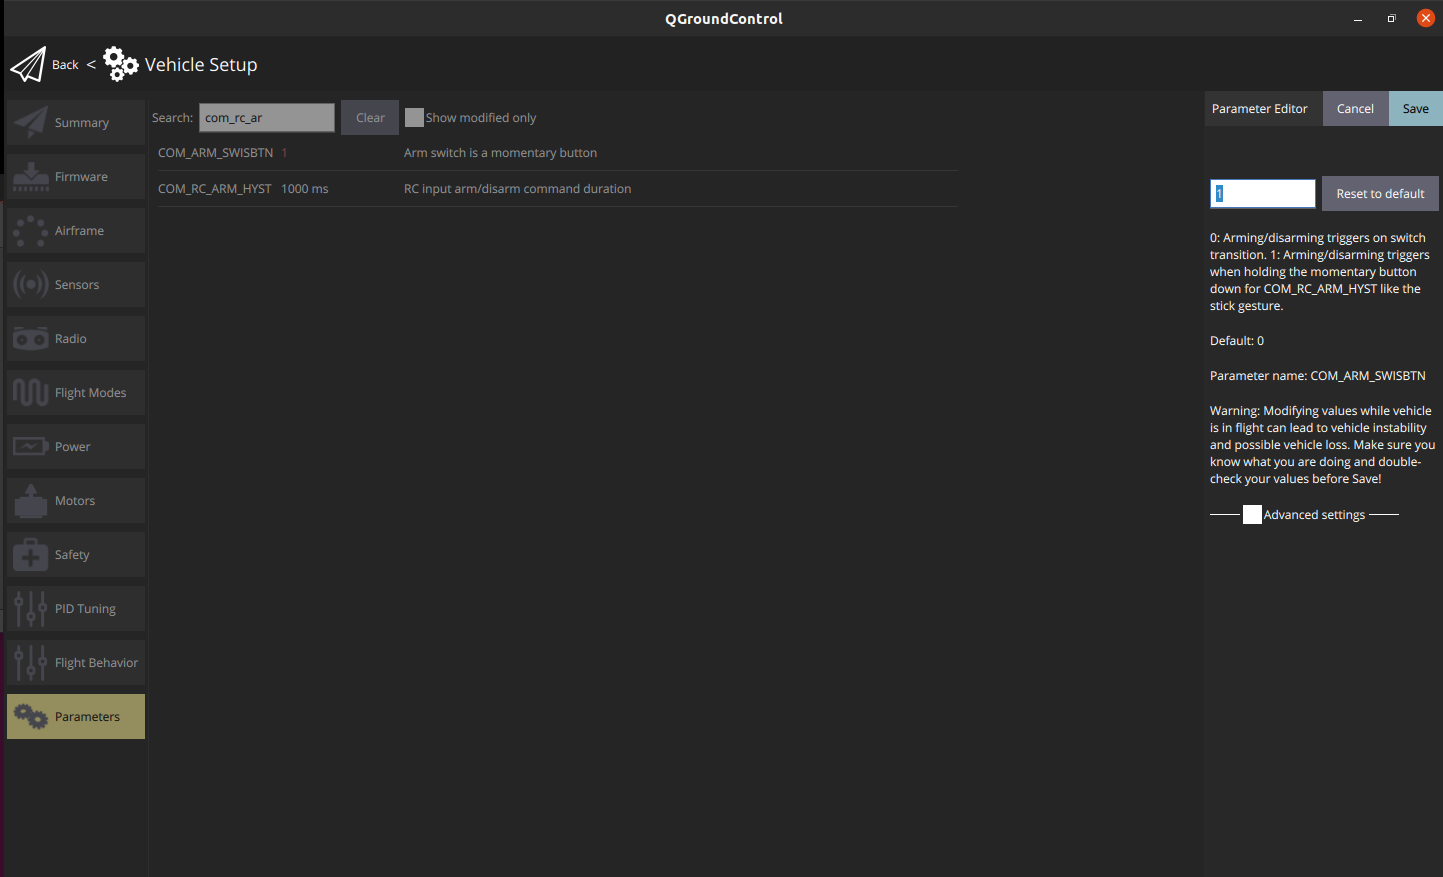 QGroundControl
Back < Vehicle Setup
Summary
Firmware
Airframe
Sensors
Radio
Flight Modes
Power
Motors
Safety
PID Tuning
Flight Behavior
Parameters
Search: com_rc_ar Clear Show modified only
COM_ARM_SWISBTN 1 Arm switch is a momentary button
COM_RC_ARM_HYST 1000 ms RC input arm/disarm command duration
Parameter Editor Cancel Save
1 Reset to default
0: Arming/disarming triggers on switch
transition. 1: Arming/disarming triggers
when holding the momentary button
down for COM_RC_ARM_HYST like the
stick gesture.
Default: 0
Parameter name: COM_ARM_SWISBTN
Warning: Modifying values while vehicle
is in flight can lead to vehicle instability
and possible vehicle loss. Make sure you
know what you are doing and double-
check your values before Save!
Advanced settings